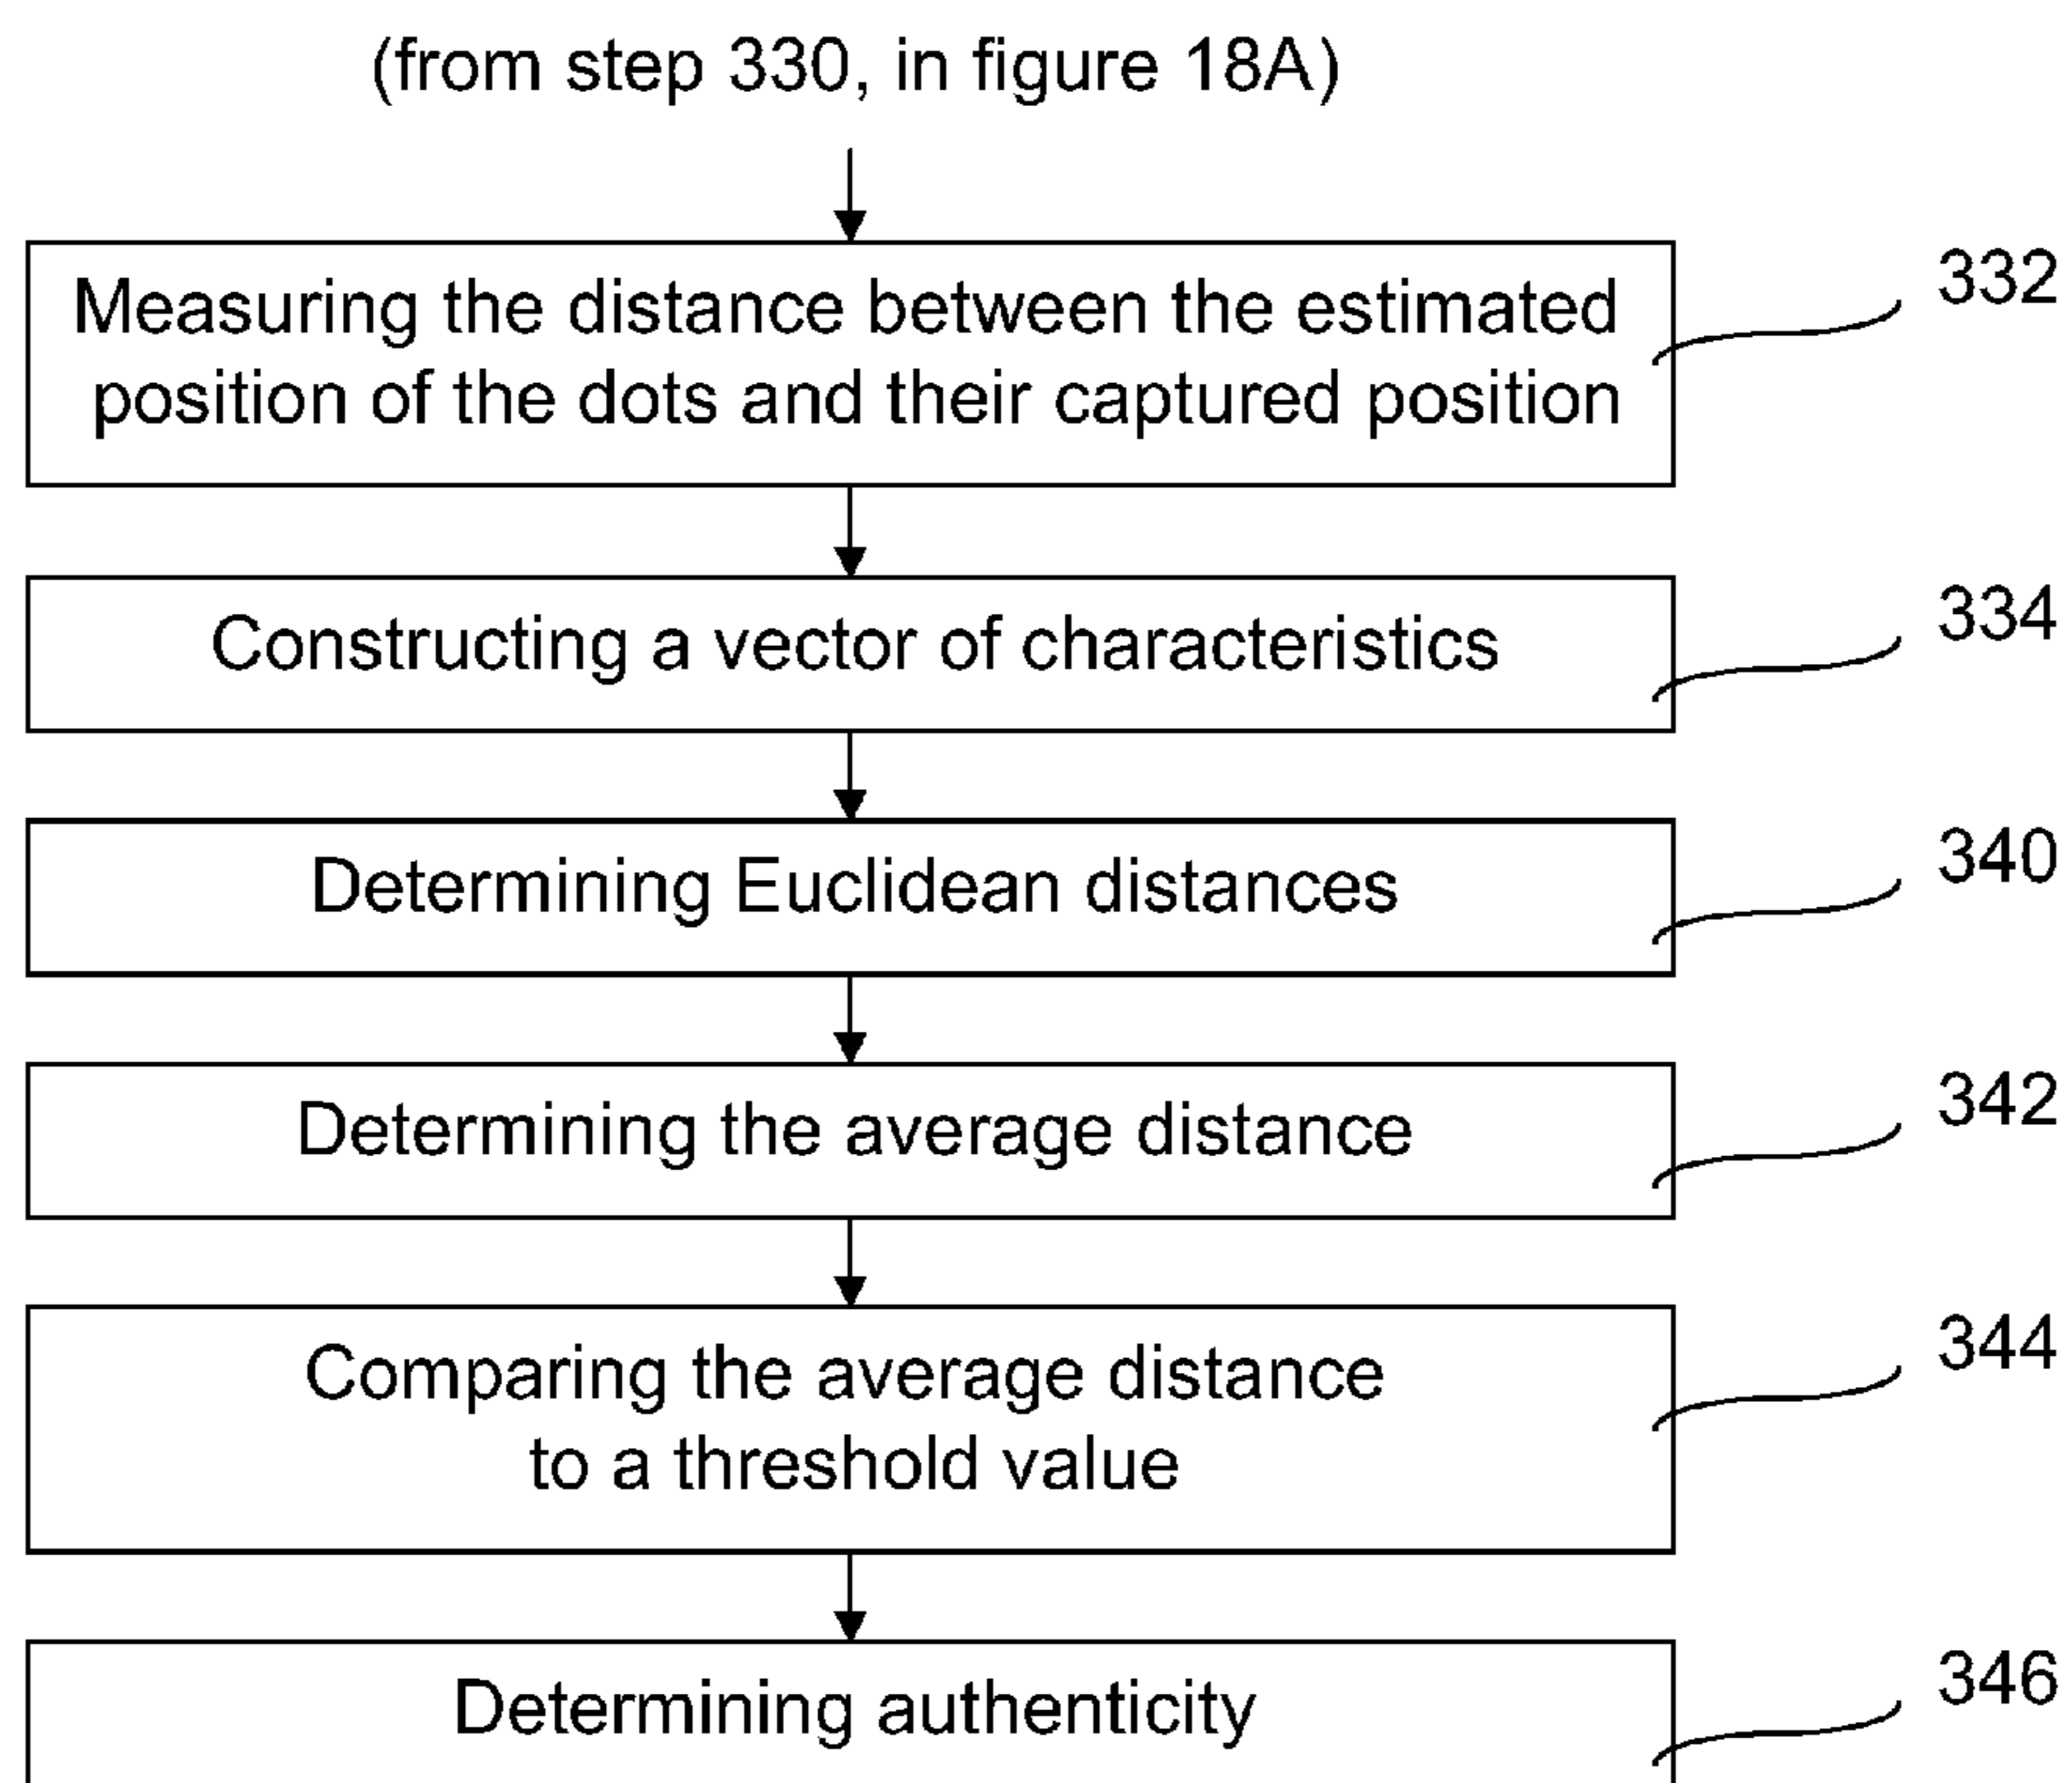 (from step 330, in figure 18A)
Measuring the distance between the estimated
position of the dots and their captured position
332
Constructing a vector of characteristics
334
Determining Euclidean distances
340
Determining the average distance
342
Comparing the average distance
to a threshold value
344
Determining authenticity
346